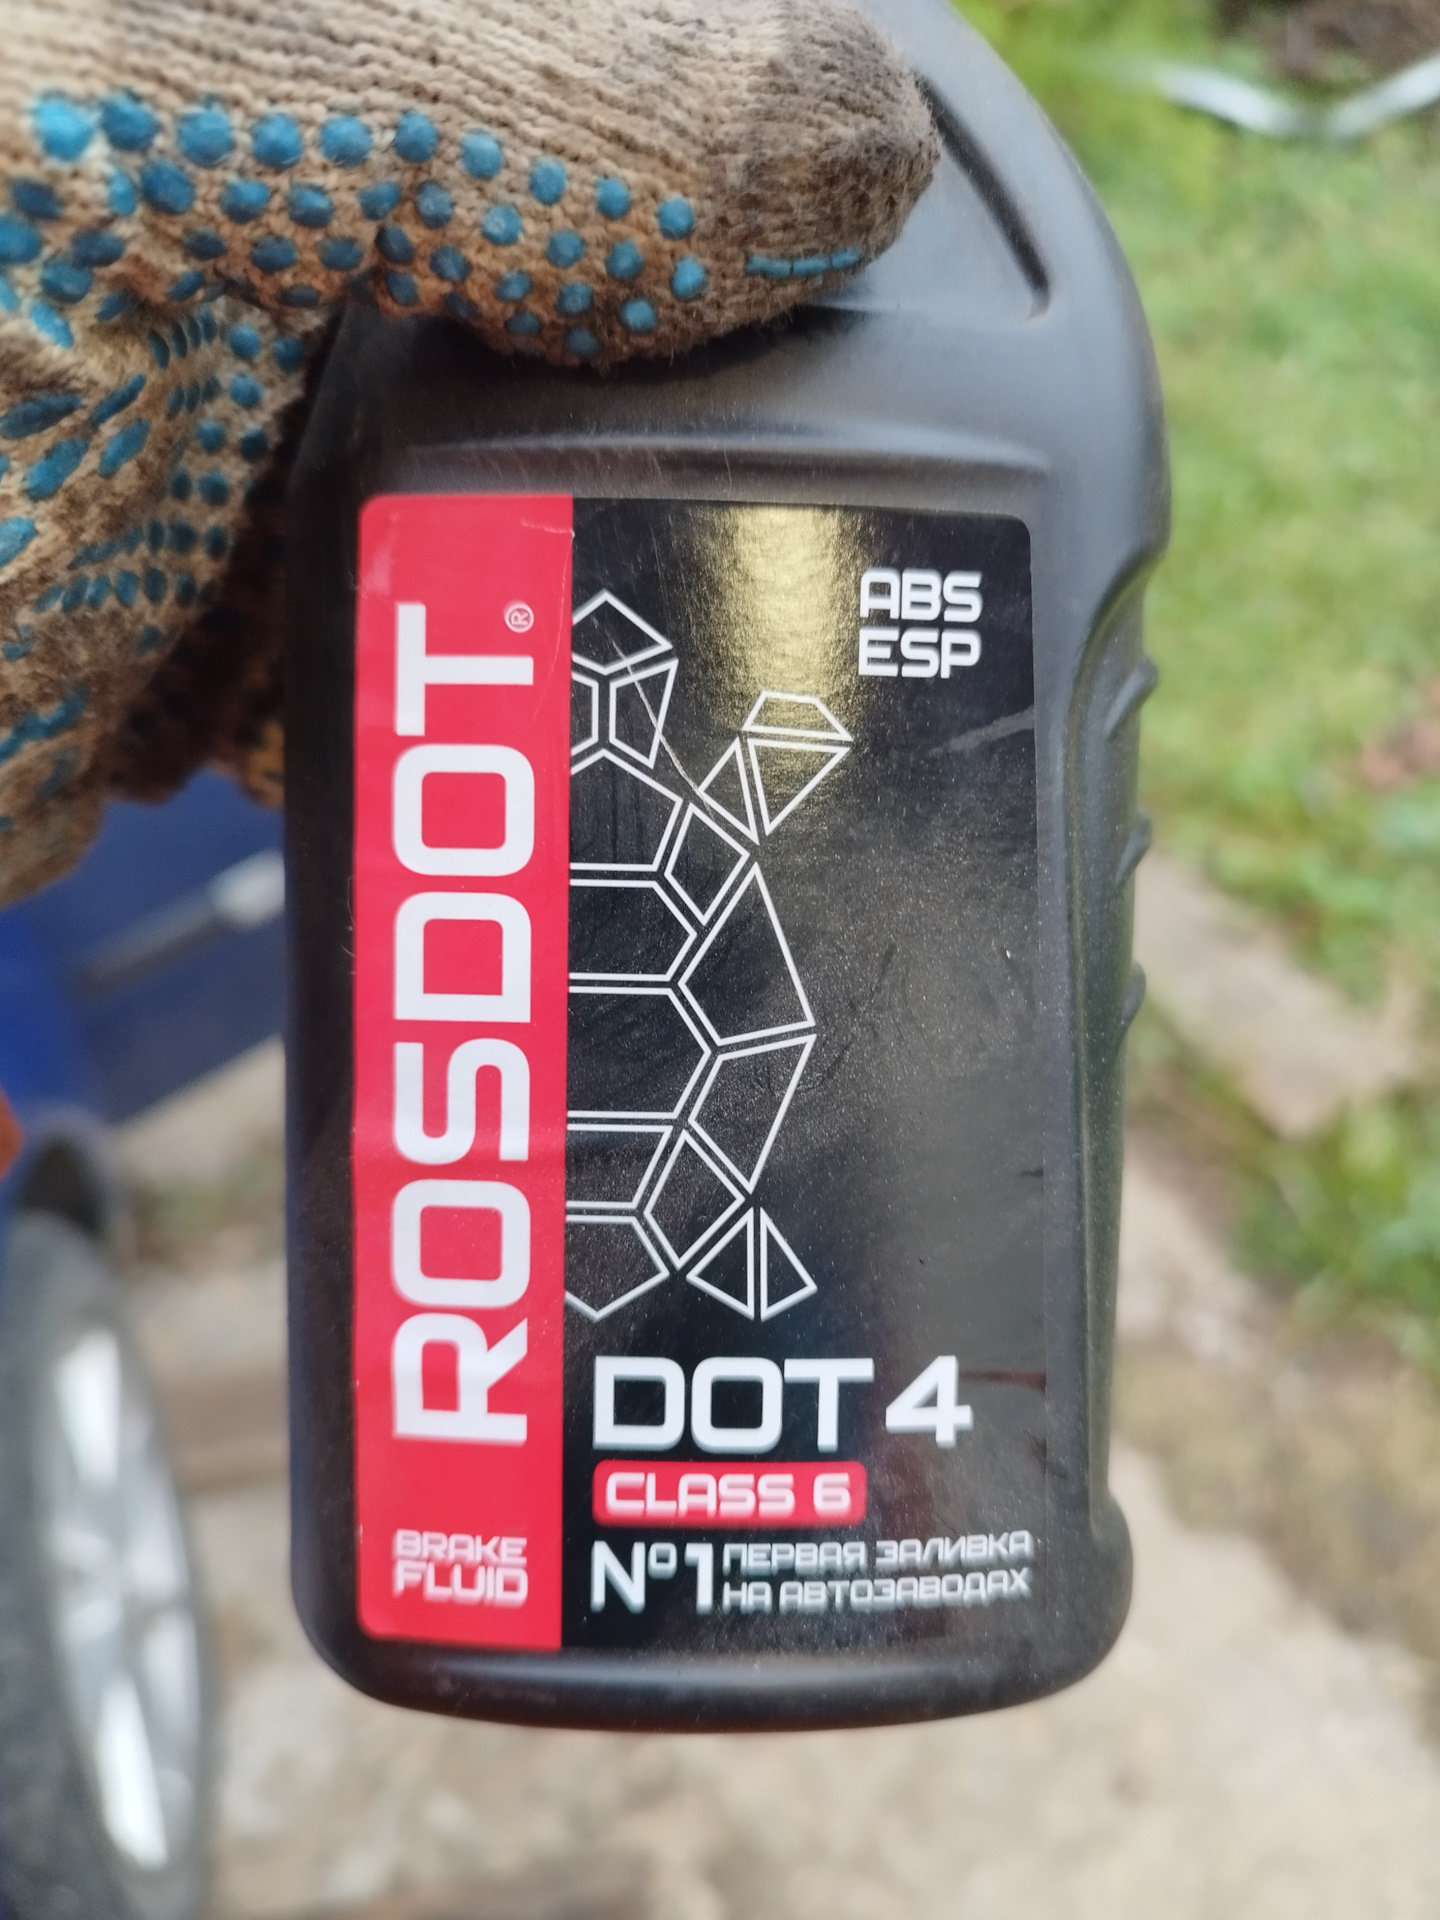 ROSDOT®
BRAKE
FLUID
ABS
ESP
DOT 4
CLASS 6
Nº1 ПЕРВАЯ ЗАЛИВКА
НА АВТОЗАВОДАХ